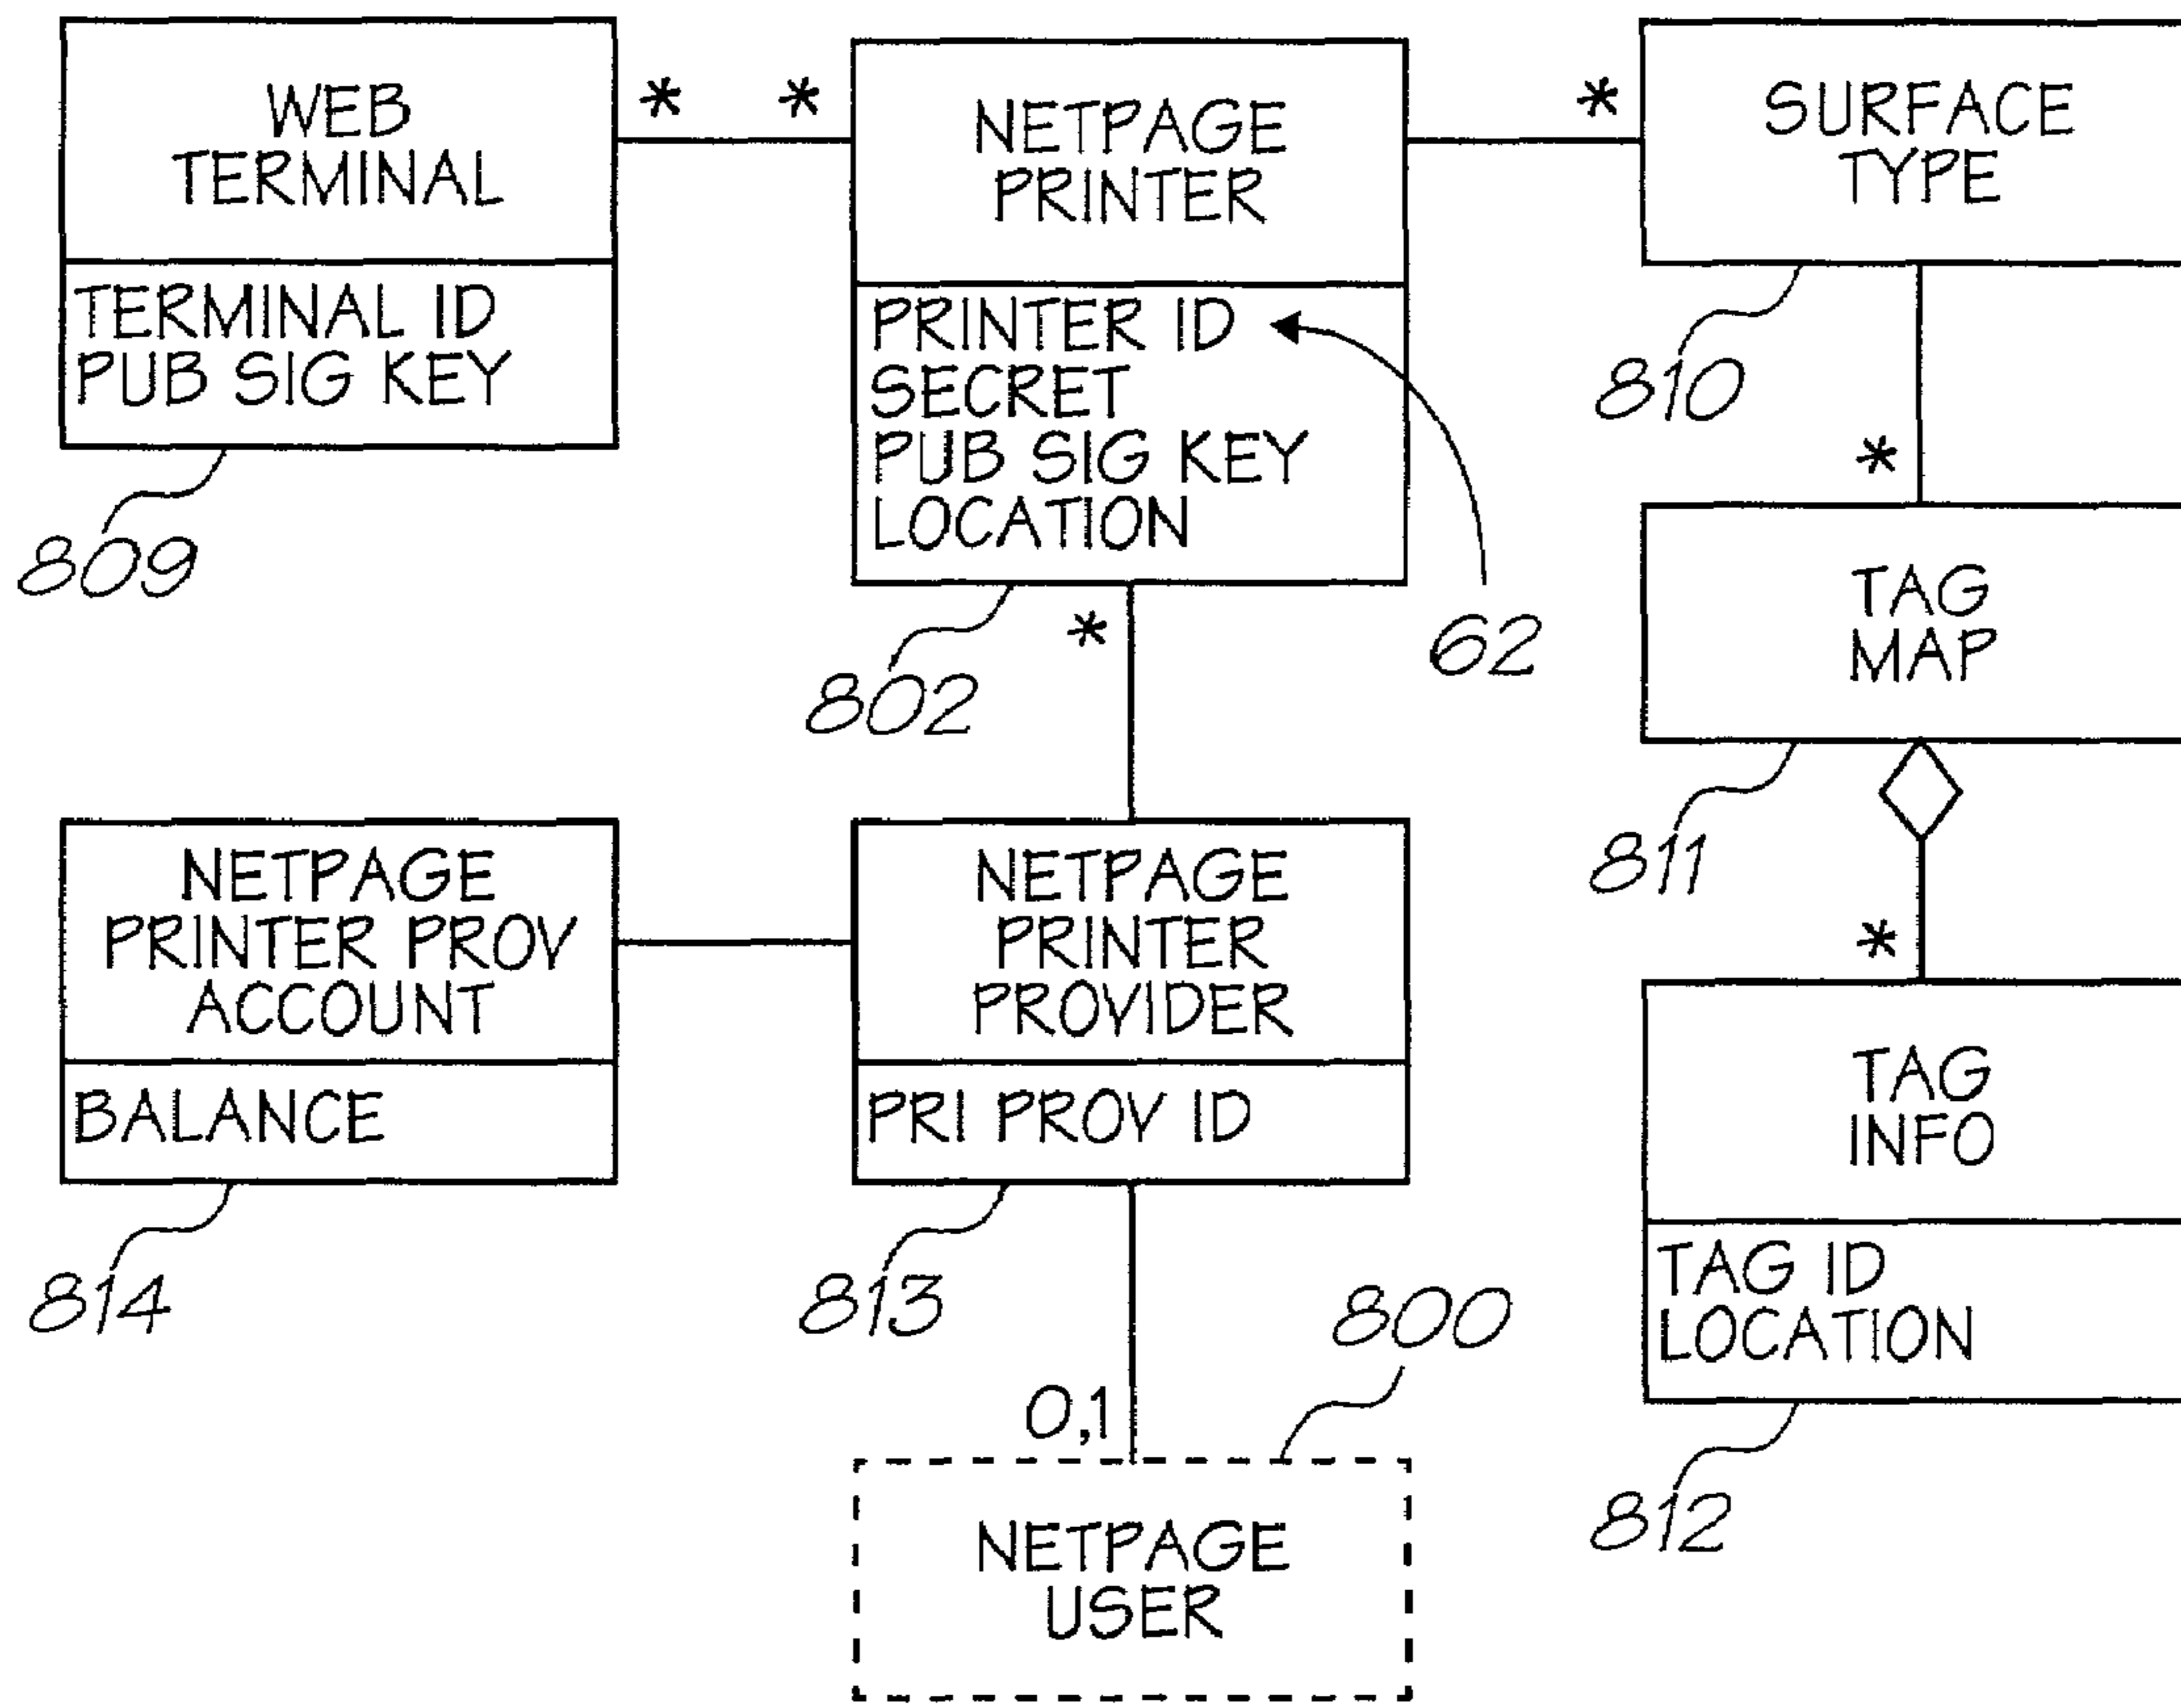 WEB
TERMINAL
TERMINAL ID
PUB SIG KEY
809
*
*
NETPAGE
PRINTER
PRINTER ID
SECRET
PUB SIG KEY
LOCATION
62
802
*
*
SURFACE
TYPE
810
*
TAG
MAP
811
*
NETPAGE
PRINTER PROV
ACCOUNT
BALANCE
814
NETPAGE
PRINTER
PROVIDER
PRI PROV ID
813
800
0,1
NETPAGE
USER
TAG
INFO
TAG ID
LOCATION
812